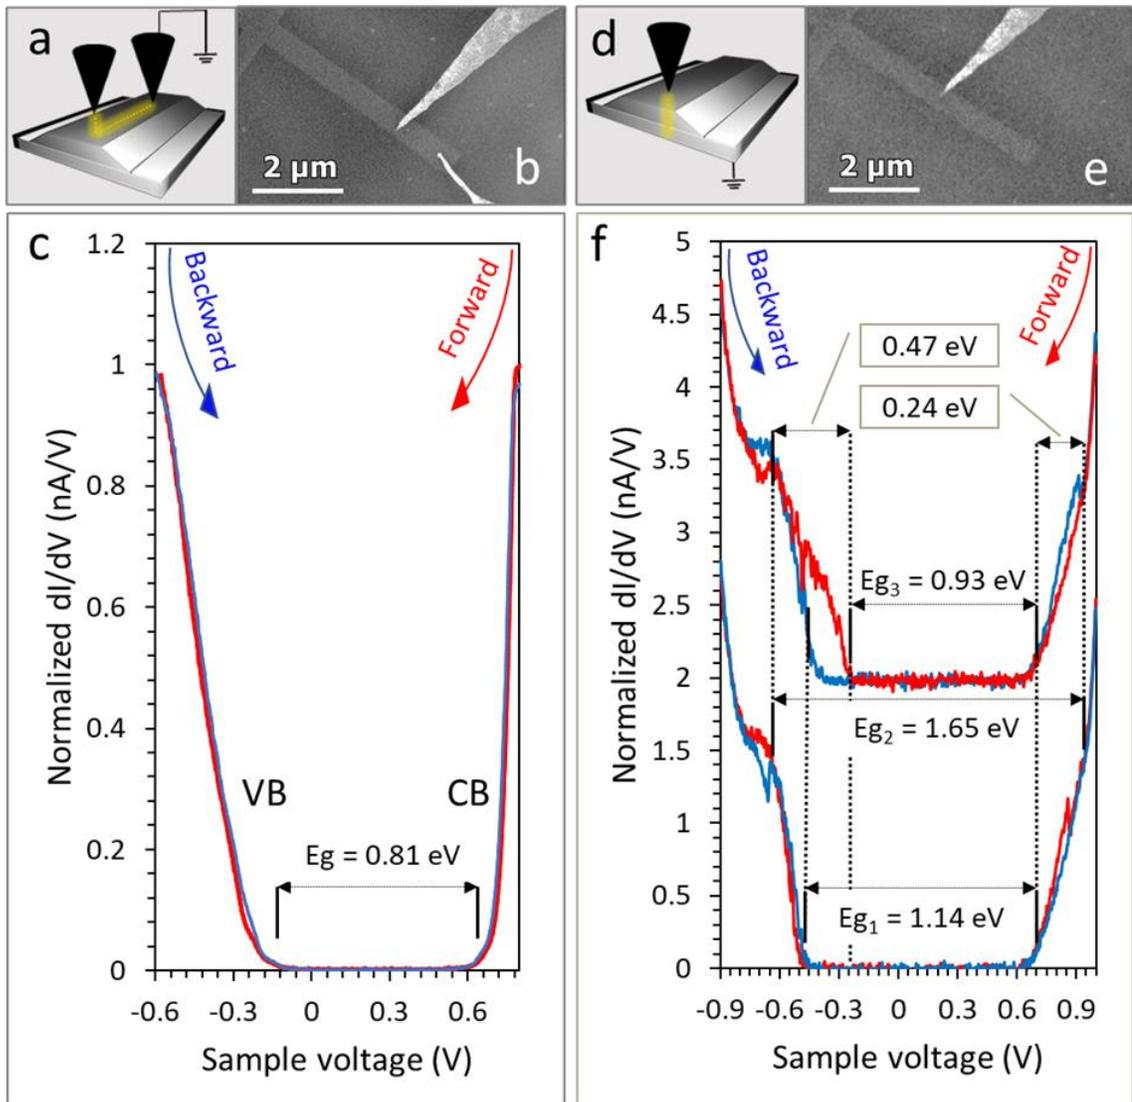 a
2 µm
b
d
2 µm
e
c
Normalized dI/dV (nA/V)
1.2
1
0.8
0.6
0.4
0.2
0
Backward
Forward
VB
CB
Eg = 0.81 eV
-0.6
-0.3
0
0.3
0.6
Sample voltage (V)
f
Normalized dI/dV (nA/V)
5
4.5
4
3.5
3
2.5
2
1.5
1
0.5
0
Backward
Forward
0.47 eV
0.24 eV
Eg₃ = 0.93 eV
Eg₂ = 1.65 eV
Eg₁ = 1.14 eV
-0.9
-0.6
-0.3
0
0.3
0.6
0.9
Sample voltage (V)